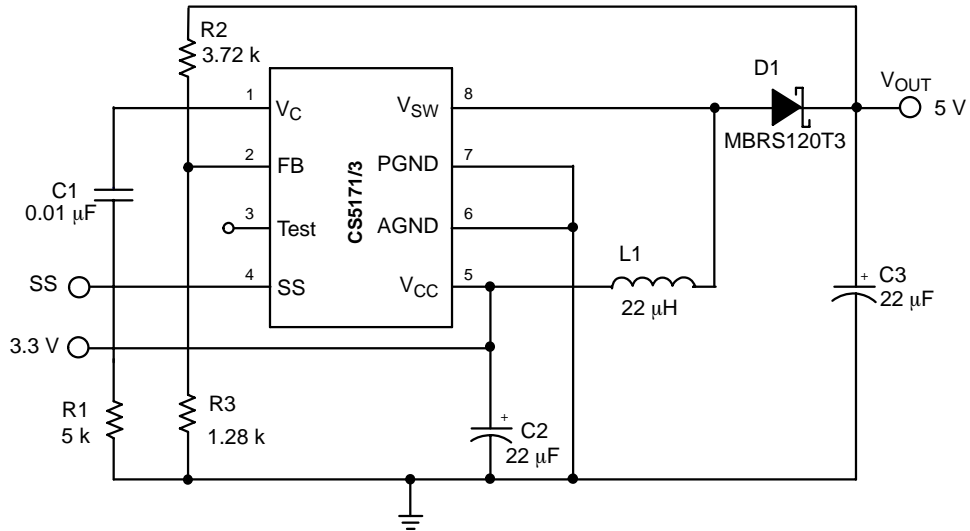 R2
3.72 k
D1
V_OUT
5 V
MBRS120T3
1
V_C
V_SW
8
2
FB
PGND
7
CS5171/3
C1
0.01 μF
3
Test
AGND
6
L1
22 μH
SS
4
SS
V_CC
5
+
C3
22 μF
3.3 V
R1
5 k
R3
1.28 k
+
C2
22 μF